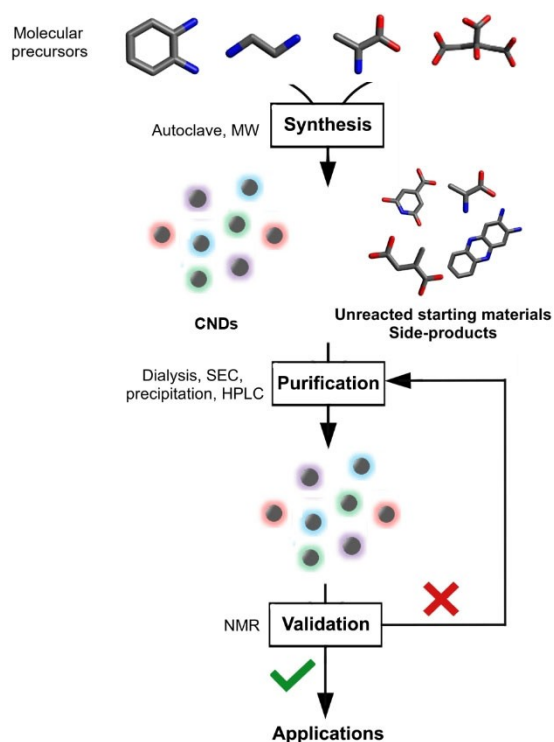 Molecular
precursors
Autoclave, MW
Synthesis
CNDs
Unreacted starting materials
Side-products
Dialysis, SEC,
precipitation, HPLC
Purification
NMR
Validation
Applications